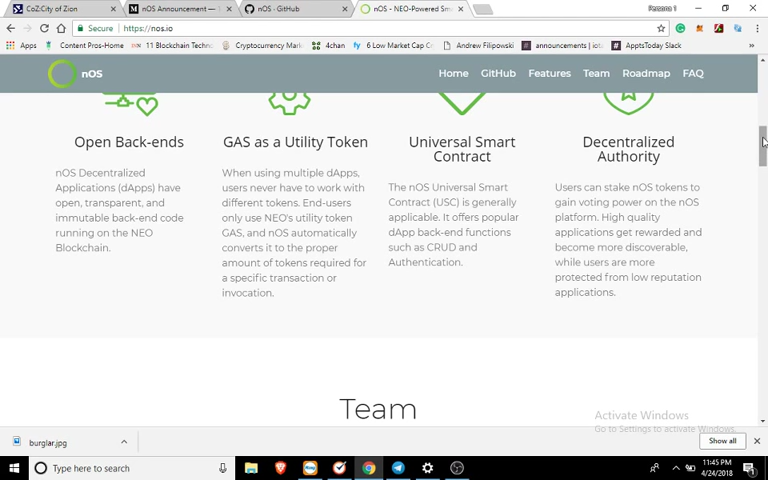 CoZ:City of Zion
nOS Announcement —
nOS · GitHub
nOS - NEO-Powered Sm
Secure
https://nos.io
Apps
Content Pros-Home
11 Blockchain Techno
Cryptocurrency Mark
4chan
6 Low Market Cap C
Andrew Filipowski
announcements | iot
ApptsToday Slack
nOS
Home
GitHub
Features
Team
Roadmap
FAQ
Open Back-ends
nOS Decentralized
Applications (dApps) have
open, transparent, and
immutable back-end code
running on the NEO
Blockchain.
GAS as a Utility Token
When using multiple dApps,
users never have to work with
different tokens. End-users
only use NEO's utility token
GAS, and nOS automatically
converts it to the proper
amount of tokens required for
a specific transaction or
invocation.
Universal Smart
Contract
The nOS Universal Smart
Contract (USC) is generally
applicable. It offers popular
dApp back-end functions
such as CRUD and
Authentication.
Decentralized
Authority
Users can stake nOS tokens to
gain voting power on the nOS
platform. High quality
applications get rewarded and
become more discoverable,
while users are more
protected from low reputation
applications.
Team
Activate Windows
Go to Settings to activate Windows.
burglar.jpg
Show all
Type here to search
11:45 PM
4/24/2018